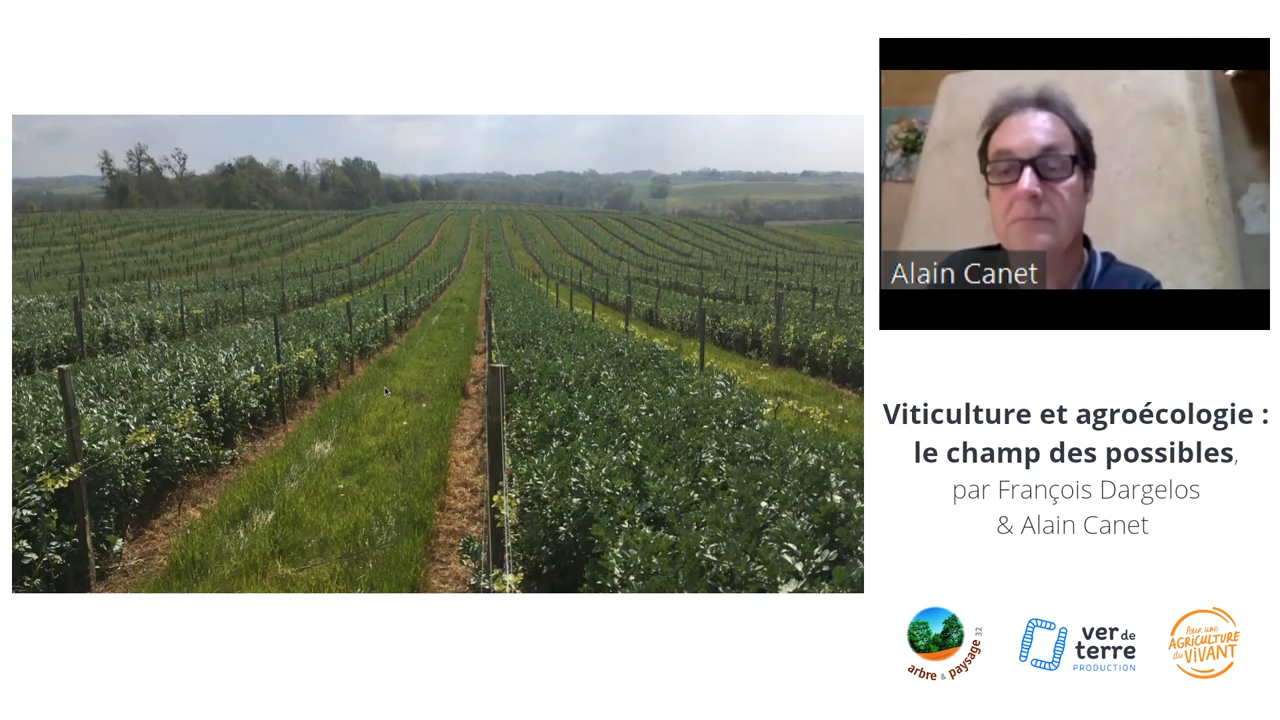 Alain Canet
Viticulture et agroécologie :
le champ des possibles,
par François Dargelos
& Alain Canet
arbre & paysage 32
ver de
terre
PRODUCTION
Pour une
AGRICULTURE
du ViVANT